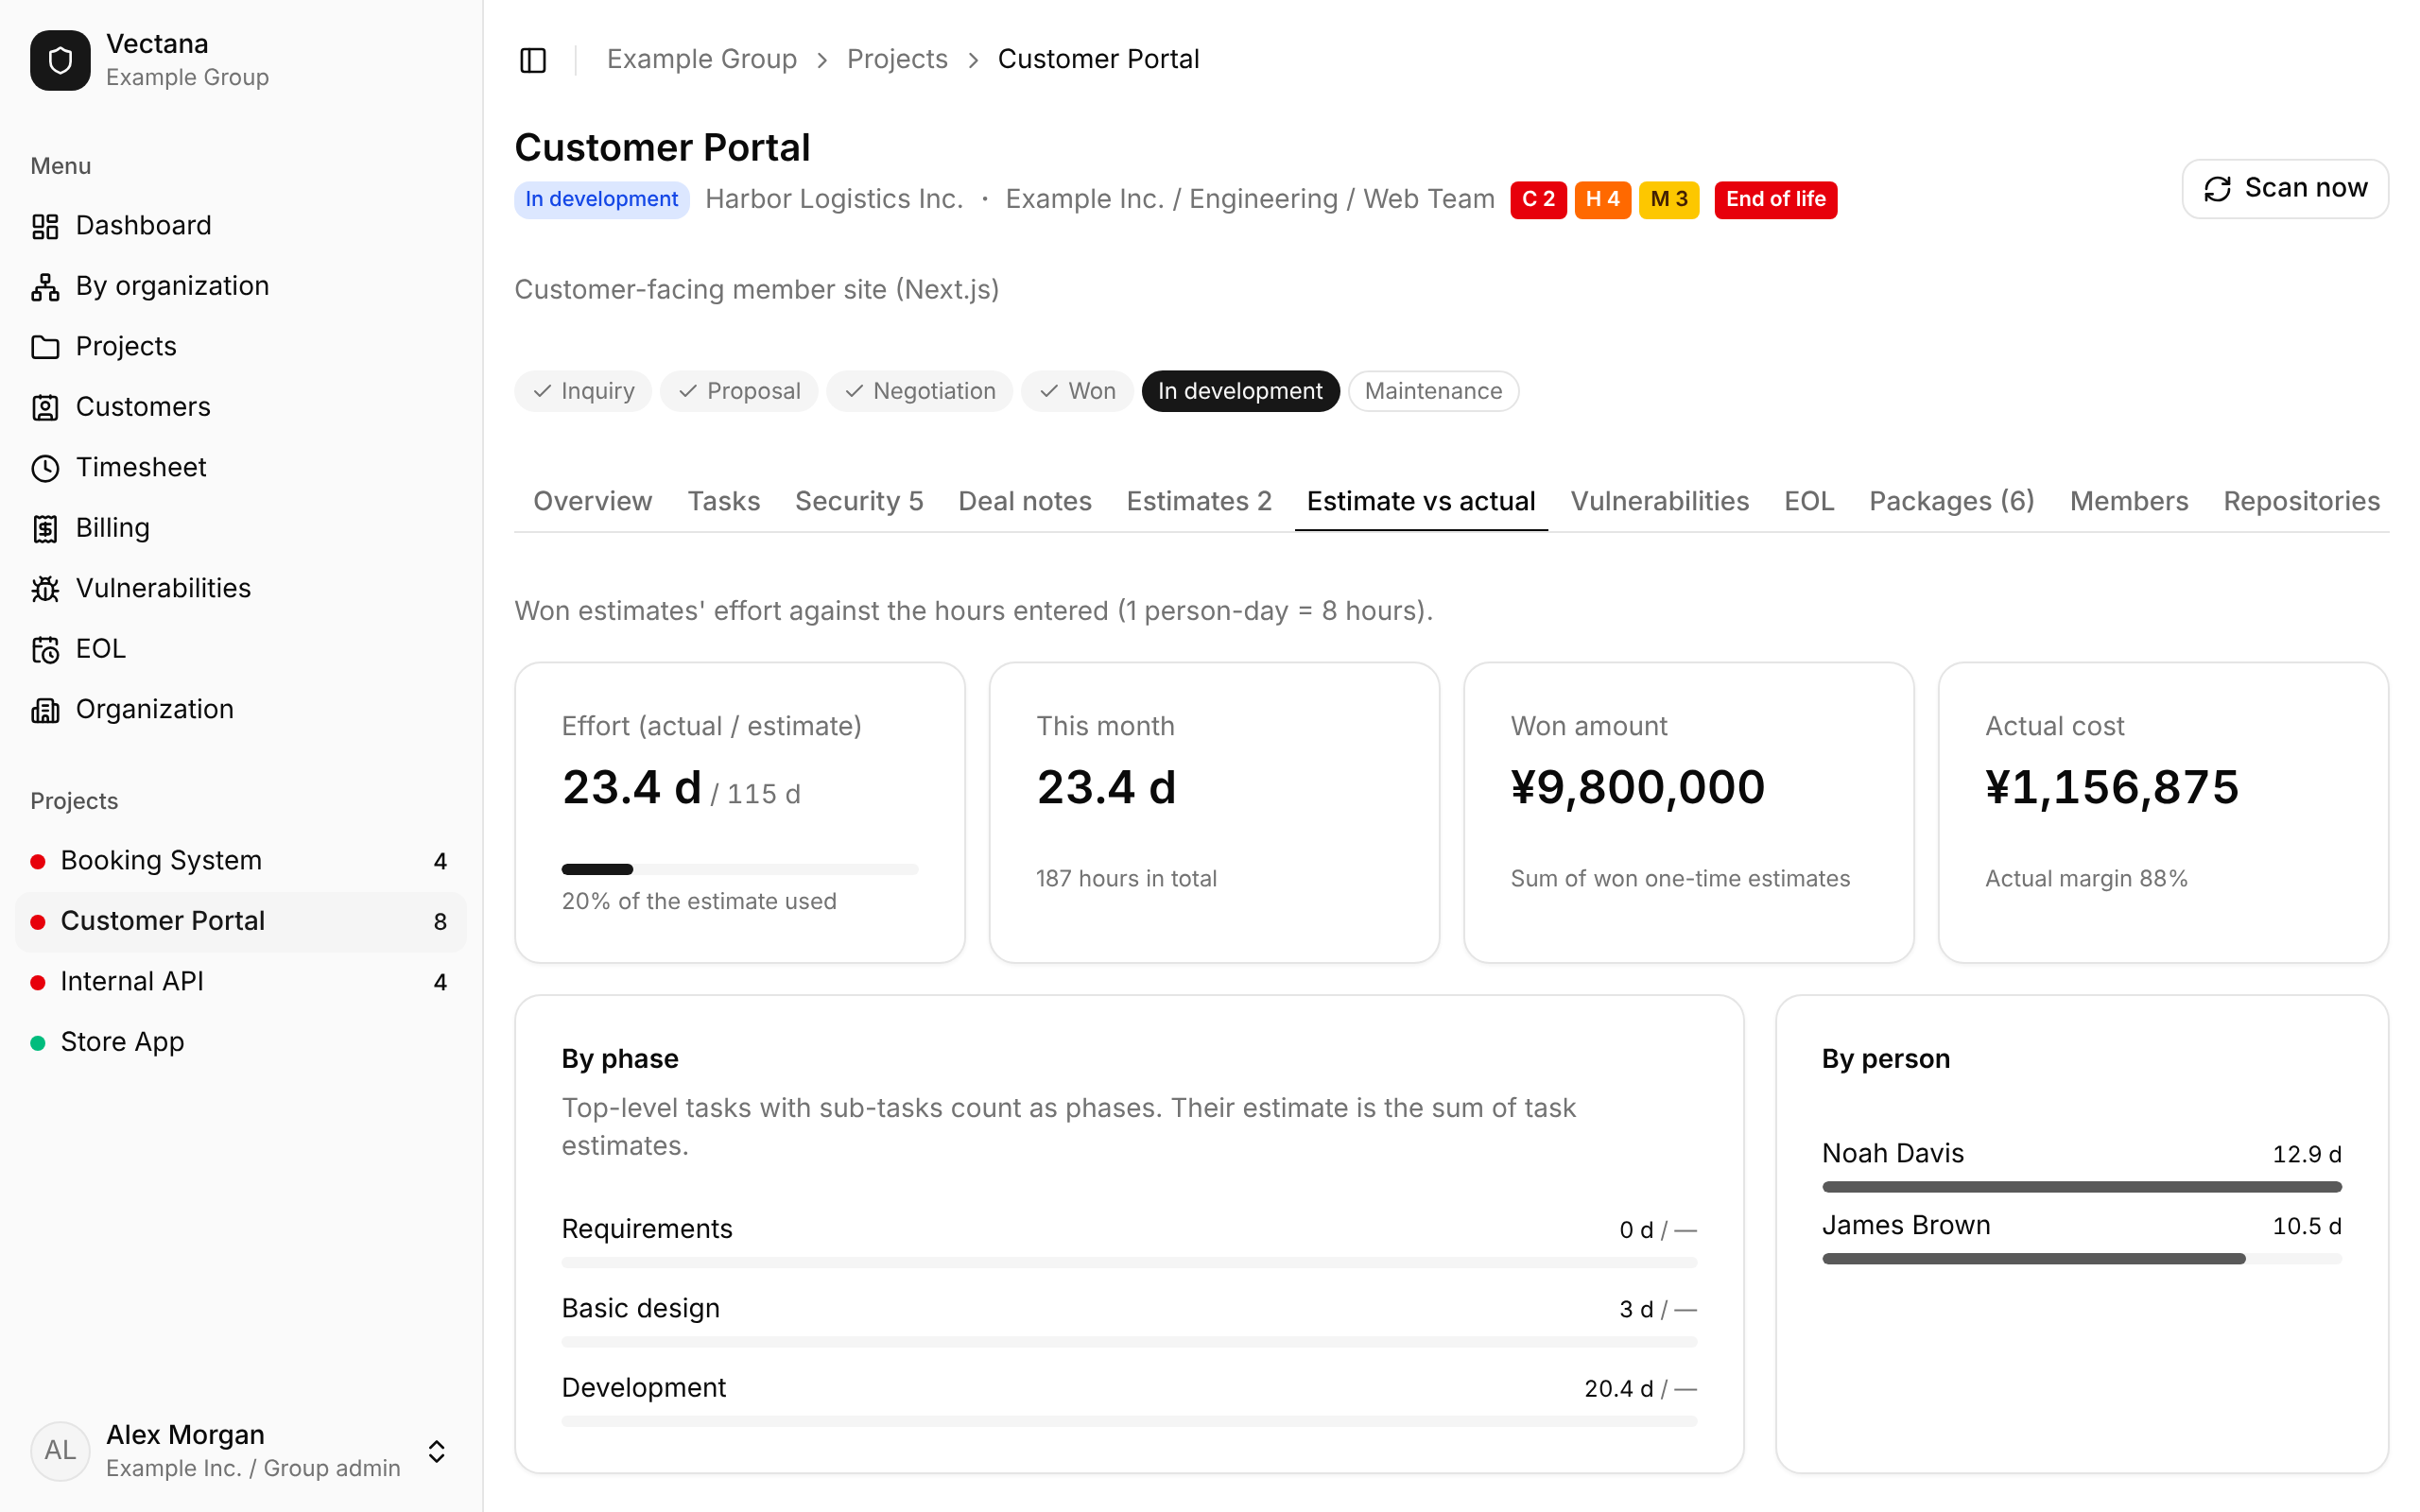 Vectana
Example Group
Menu
Dashboard
By organization
Projects
Customers
Timesheet
Billing
Vulnerabilities
EOL
Organization
Projects
Booking System 4
Customer Portal 8
Internal API 4
Store App
AL
Alex Morgan
Example Inc. / Group admin
Example Group > Projects > Customer Portal
Customer Portal
In development Harbor Logistics Inc. · Example Inc. / Engineering / Web Team C 2 H 4 M 3 End of life
Scan now
Customer-facing member site (Next.js)
Inquiry Proposal Negotiation Won In development Maintenance
Overview Tasks Security 5 Deal notes Estimates 2 Estimate vs actual Vulnerabilities EOL Packages (6) Members Repositories
Won estimates' effort against the hours entered (1 person-day = 8 hours).
Effort (actual / estimate)
23.4 d / 115 d
20% of the estimate used
This month
23.4 d
187 hours in total
Won amount
¥9,800,000
Sum of won one-time estimates
Actual cost
¥1,156,875
Actual margin 88%
By phase
Top-level tasks with sub-tasks count as phases. Their estimate is the sum of task
estimates.
Requirements 0 d / —
Basic design 3 d / —
Development 20.4 d / —
By person
Noah Davis 12.9 d
James Brown 10.5 d